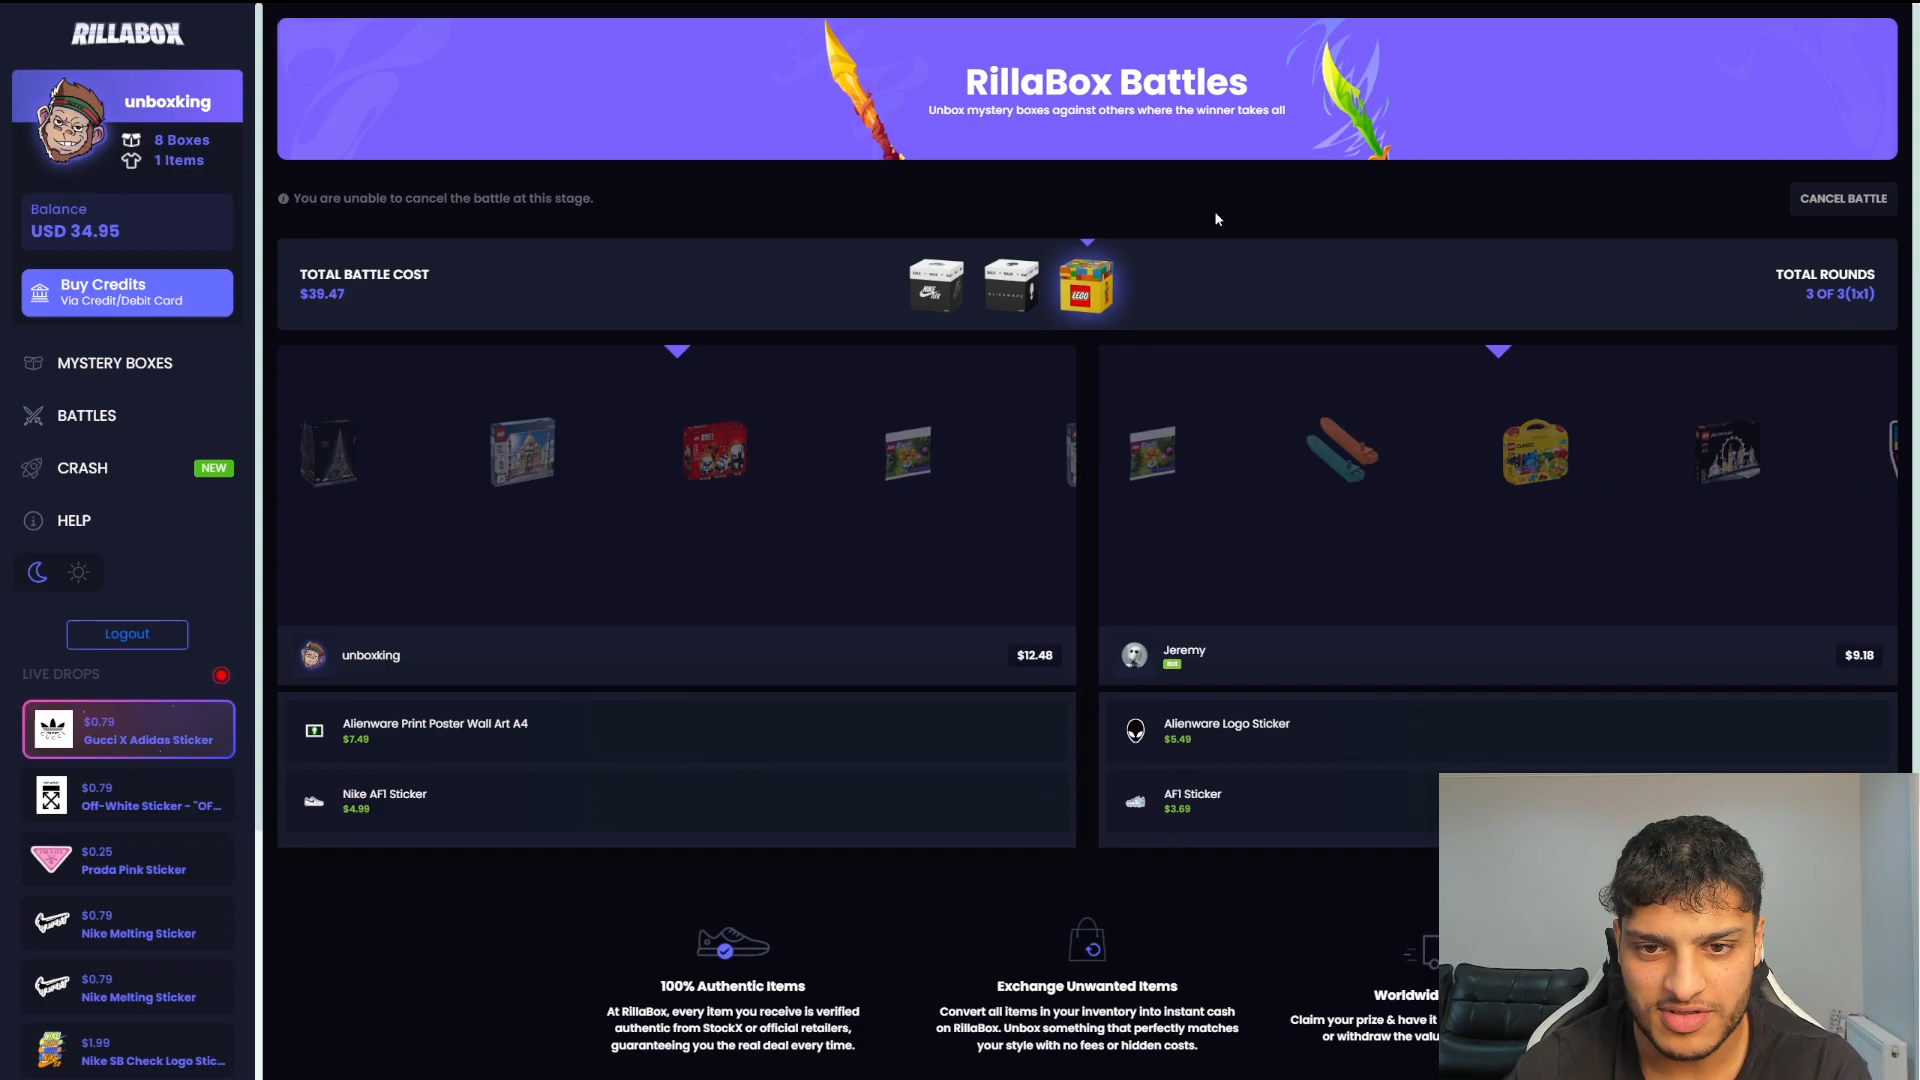 RILLABOX
unboxking
8 Boxes
1 Items
Balance
USD 34.95
Buy Credits
Via Credit/Debit Card
MYSTERY BOXES
BATTLES
CRASH
NEW
HELP
Logout
LIVE DROPS
$0.79
Gucci X Adidas Sticker
$0.79
Off-White Sticker - "OF...
$0.25
Prada Pink Sticker
$0.79
Nike Melting Sticker
$0.79
Nike Melting Sticker
$1.99
Nike SB Check Logo Stic...
RillaBox Battles
Unbox mystery boxes against others where the winner takes all
You are unable to cancel the battle at this stage.
CANCEL BATTLE
TOTAL BATTLE COST
$39.47
NIKE AIR
ALIENWARE
LEGO
TOTAL ROUNDS
3 OF 3(1x1)
unboxking
$12.48
Alienware Print Poster Wall Art A4
$7.49
Nike AF1 Sticker
$4.99
Jeremy
Bot
$9.18
Alienware Logo Sticker
$5.49
AF1 Sticker
$3.69
100% Authentic Items
At RillaBox, every item you receive is verified
authentic from StockX or official retailers,
guaranteeing you the real deal every time.
Exchange Unwanted Items
Convert all items in your inventory into instant cash
on RillaBox. Unbox something that perfectly matches
your style with no fees or hidden costs.
Worldwid
Claim your prize & have it
or withdraw the valu